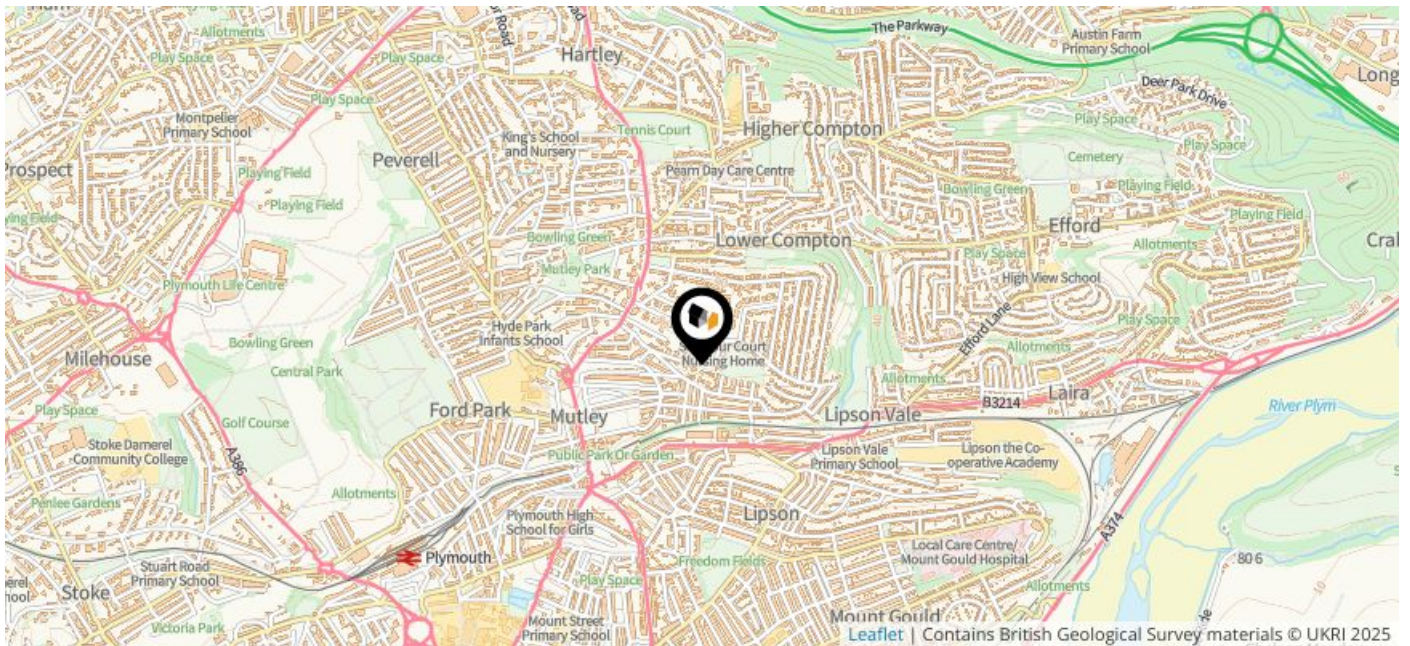 Allotments
Play Space
Hartley
The Parkway
Austin Farm
Primary School
Long
Play Space
Play Space
Deer Park Drive
Montpelier
Primary School
Peverell
King's School
and Nursery
Tennis Court
Higher Compton
Play Space
Prospect
Pearn Day Care Centre
Cemetery
Play Space
Playing Field
Playing Field
Bowling Green
Playing Field
Playing Field
Bowling Green
Lower Compton
Efford
Allotments
Cral
Mutley Park
Play Space
High View School
Plymouth Life Centre
Hyde Park
Infants School
Play Space
Efford Lane
Bowling Green
Court
Nursing Home
Allotments
Milehouse
Central Park
Allotments
Laira
B3214
River Plym
Ford Park
Mutley
Lipson Vale
Play Space
Golf Course
Stoke Damerel
Community College
A386
Public Park Or Garden
Lipson Vale
Primary School
Lipson the Co-
operative Academy
Penlee Gardens
Allotments
Plymouth High
School for Girls
Lipson
A374
Plymouth
Freedom Fields
Local Care Centre/
Mount Gould Hospital
80 6
Stuart Road
Primary School
Play Space
Allotments
Stoke
Victoria Park
Mount Street
Primary School
Mount Gould
Leaflet | Contains British Geological Survey materials © UKRI 2025